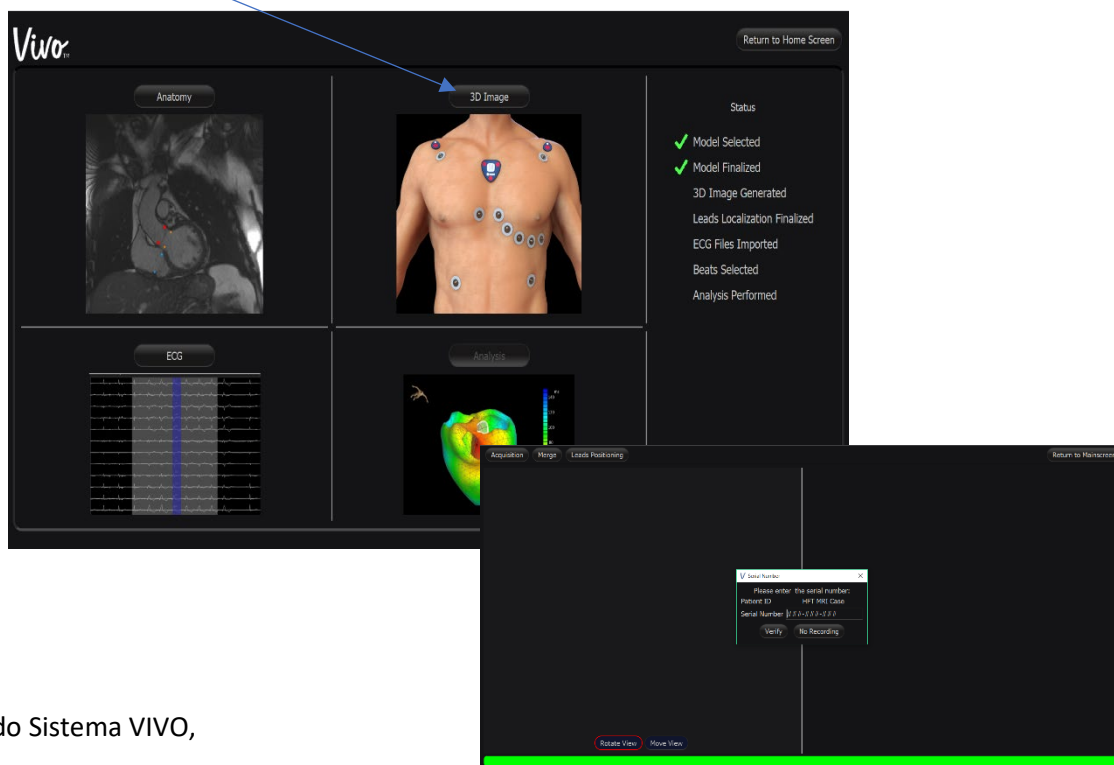 Vivo
Return to Home Screen
Anatomy
3D Image
Status
Model Selected
Model Finalized
3D Image Generated
Leads Localization Finalized
ECG Files Imported
Beats Selected
Analysis Performed
ECG
Analysis
Acquisition Merge Leads Positioning Return to Mainscreen
Serial Number
Please enter the serial number:
Patient ID HFT MRI Case
Serial Number
Verify No Recording
Rotate View Move View
do Sistema VIVO,